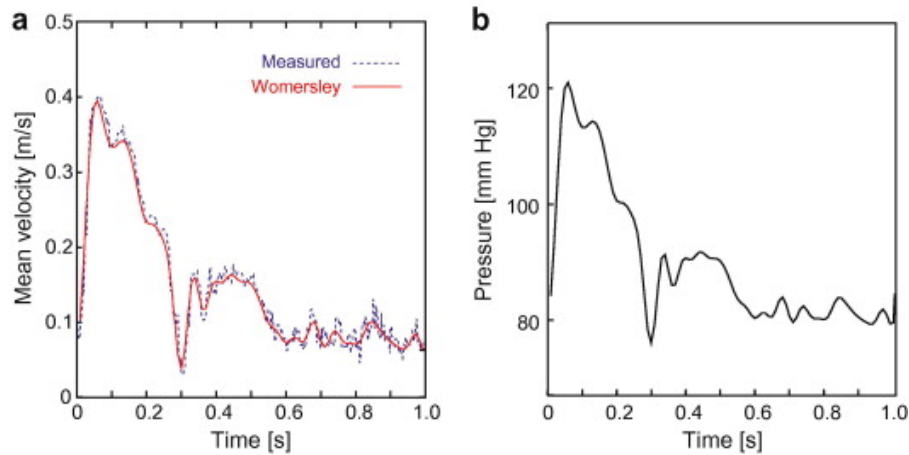 a
Mean velocity [m/s]
0.5
0.4
0.3
0.2
0.1
0
Measured
Womersley
0 0.2 0.4 0.6 0.8 1.0
Time [s]
b
Pressure [mm Hg]
120
100
80
0 0.2 0.4 0.6 0.8 1.0
Time [s]